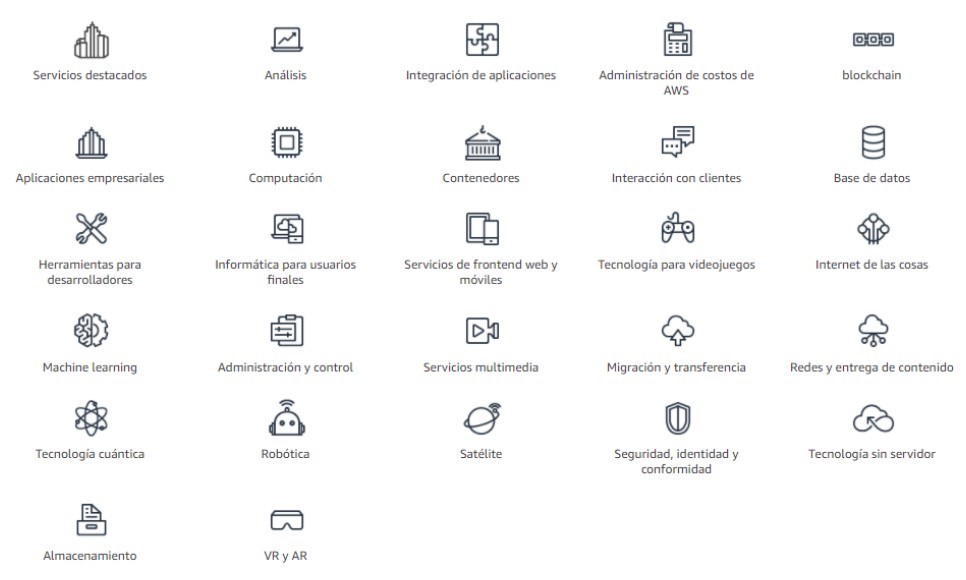 Servicios destacados
Análisis
Integración de aplicaciones
Administración de costos de
AWS
blockchain
Aplicaciones empresariales
Computación
Contenedores
Interacción con clientes
Base de datos
Herramientas para
desarrolladores
Informática para usuarios
finales
Servicios de frontend web y
móviles
Tecnología para videojuegos
Internet de las cosas
Machine learning
Administración y control
Servicios multimedia
Migración y transferencia
Redes y entrega de contenido
Tecnología cuántica
Robótica
Satélite
Seguridad, identidad y
conformidad
Tecnología sin servidor
Almacenamiento
VR y AR